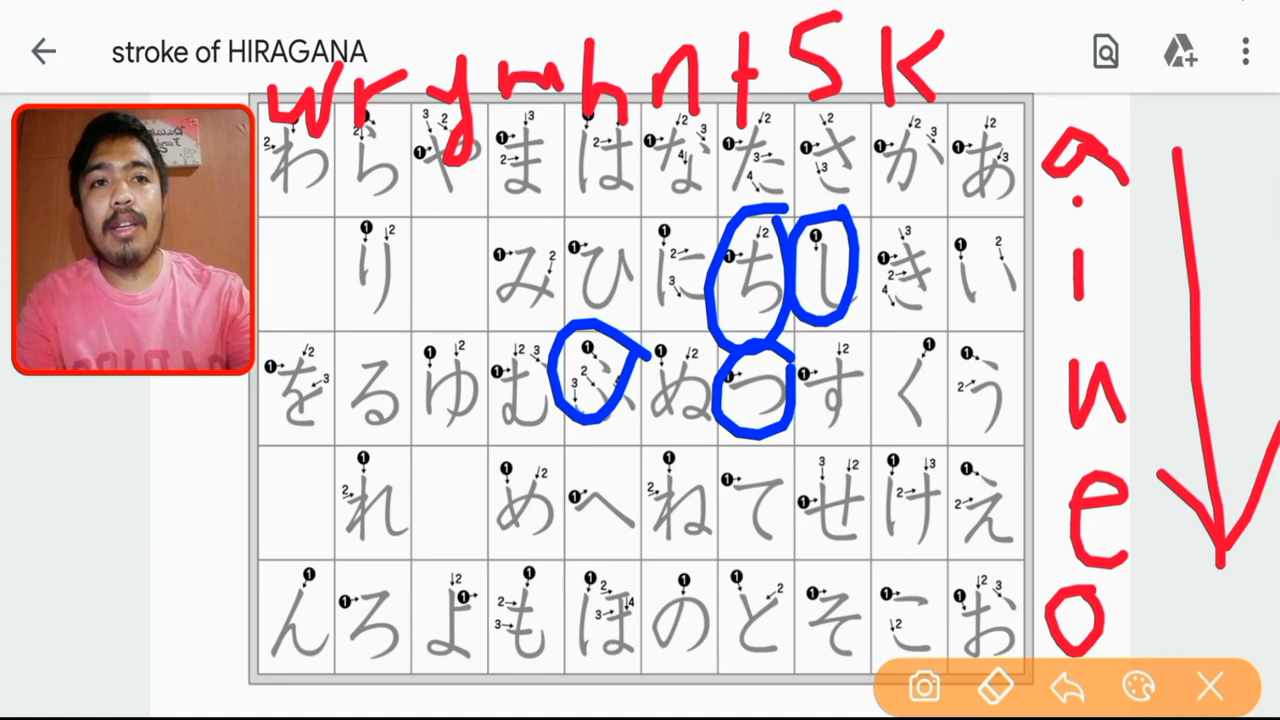 stroke of HIRAGANA
w r y m h n t S K
わ ら や ま は な た さ か あ a
り み ひ に ち し き い i
を る ゆ む ふ ぬ つ す く う u
れ め へ ね て せ け え e
ん ろ よ も ほ の と そ こ お o